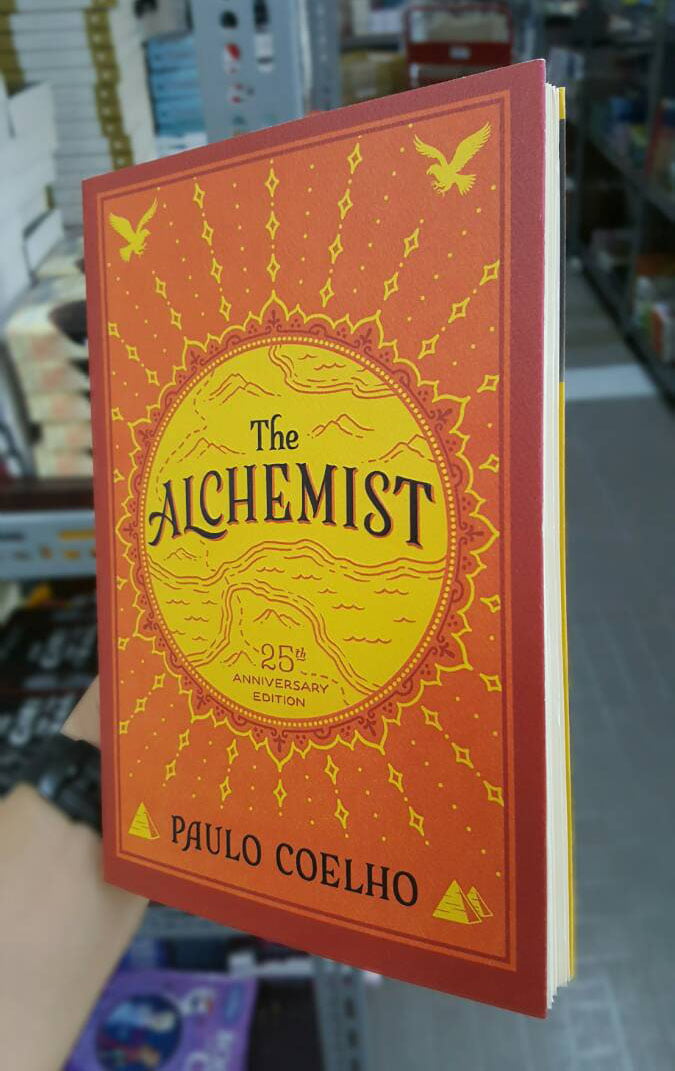 The
ALCHEMIST
25th
ANNIVERSARY
EDITION
PAULO COELHO